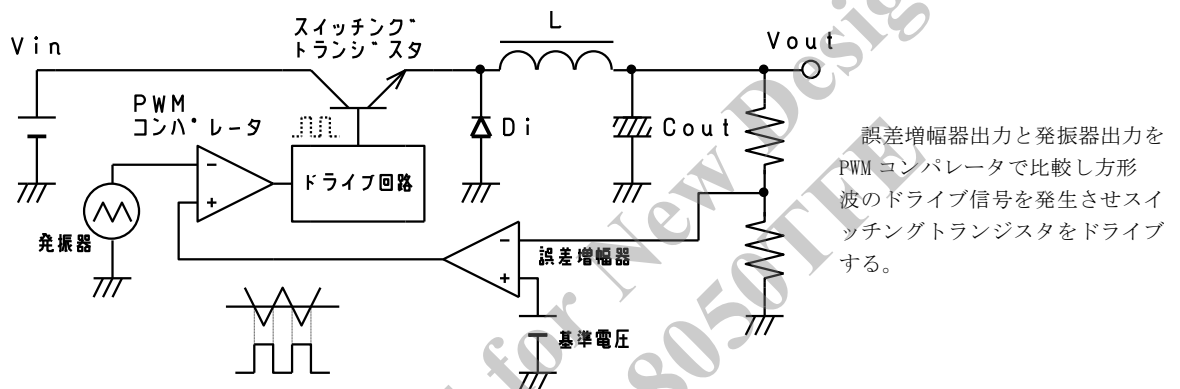 Vin
スイッチング
トランジスタ
L
Vout
PWM
コンパレータ
Di
Cout
ドライブ回路
発振器
誤差増幅器
基準電圧
誤差増幅器出力と発振器出力を
PWM コンパレータで比較し方形
波のドライブ信号を発生させスイ
ッチングトランジスタをドライブ
する。
for New Desig
8050TFE